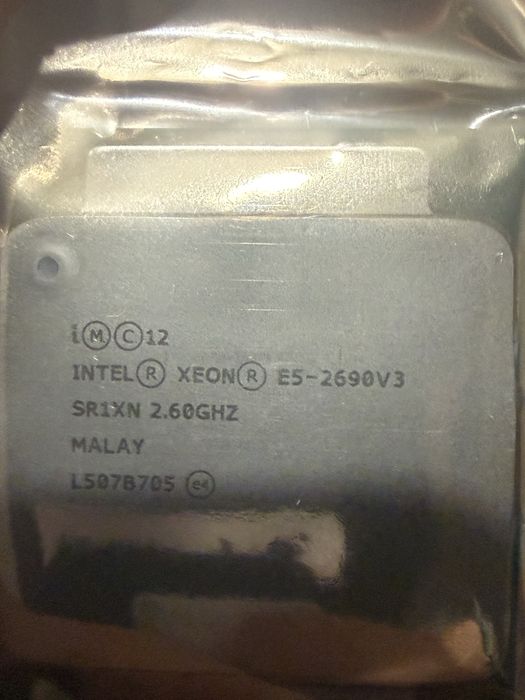 i Ⓜ Ⓒ 12
INTEL® XEON® E5-2690V3
SR1XN 2.60GHZ
MALAY
L507B705 e4